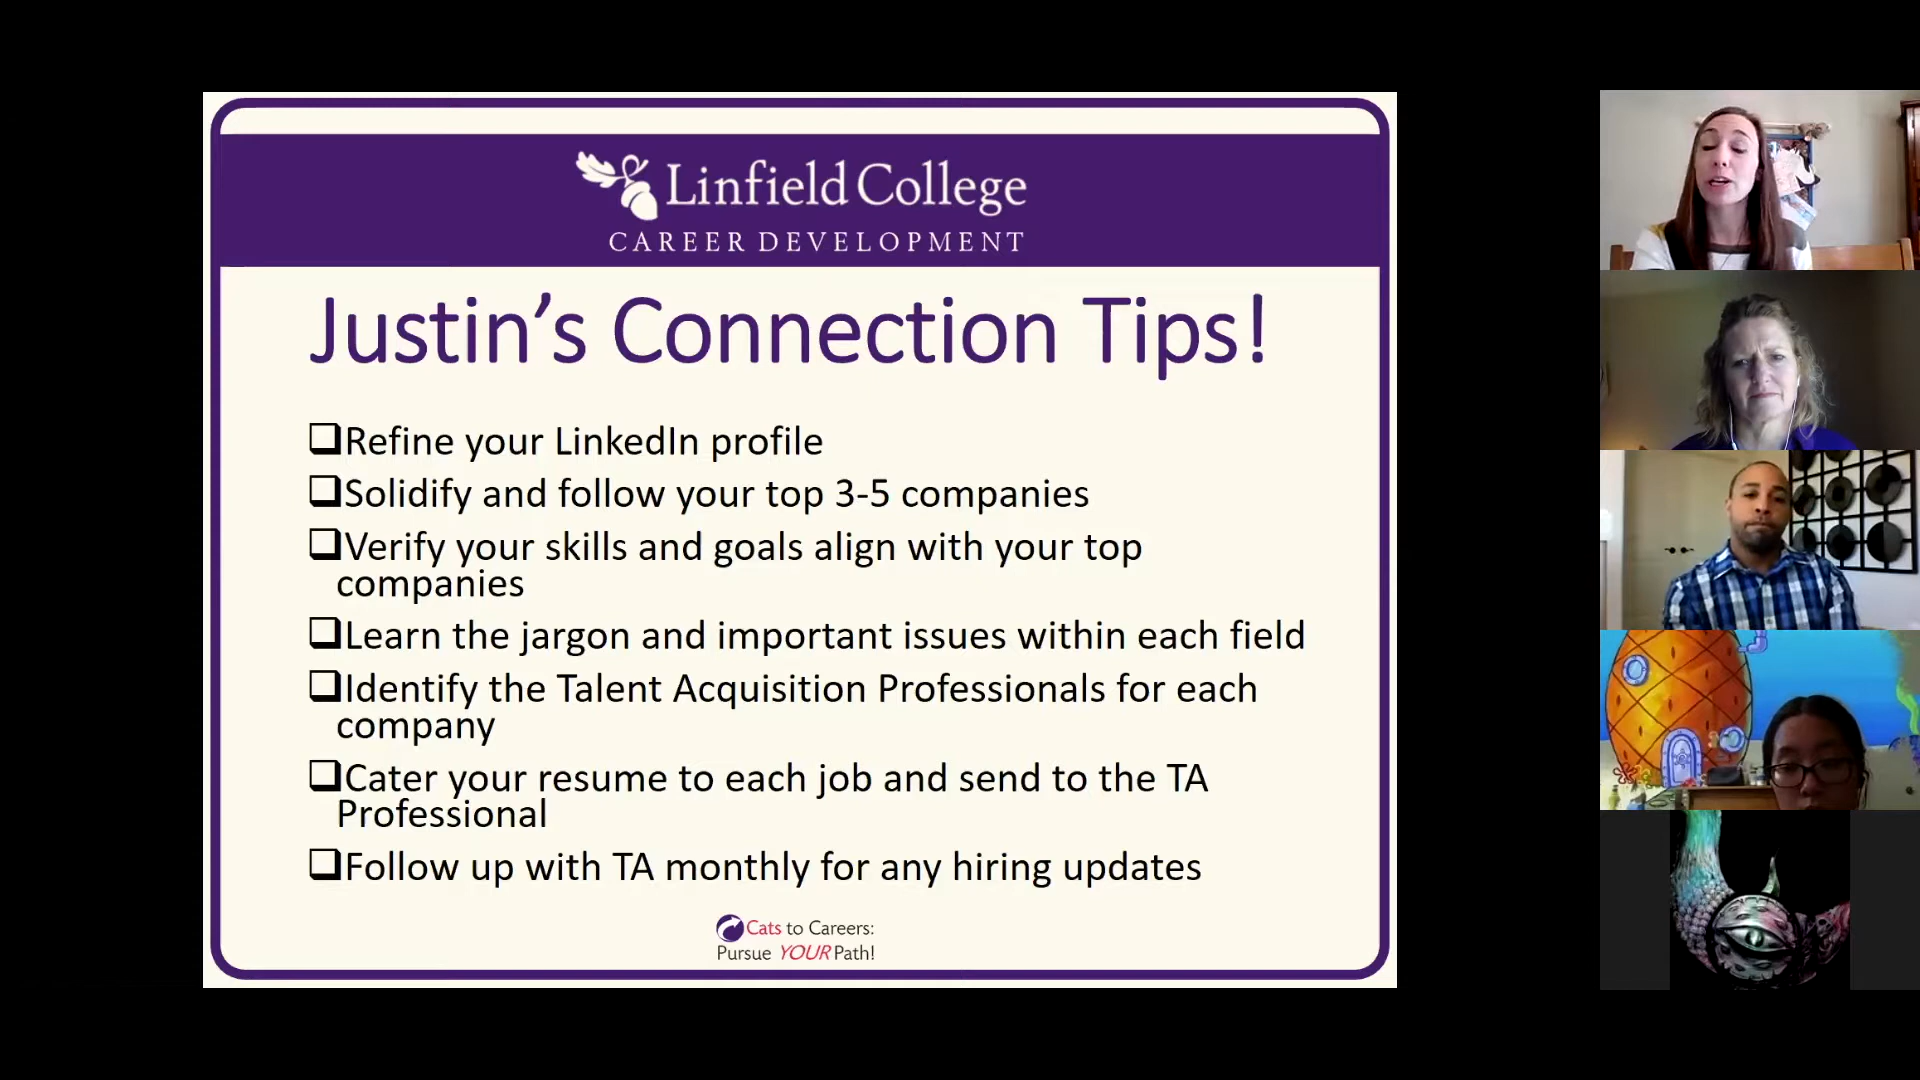 Linfield College
CAREER DEVELOPMENT
Justin’s Connection Tips!
Refine your LinkedIn profile
Solidify and follow your top 3-5 companies
Verify your skills and goals align with your top
companies
Learn the jargon and important issues within each field
Identify the Talent Acquisition Professionals for each
company
Cater your resume to each job and send to the TA
Professional
Follow up with TA monthly for any hiring updates
Cats to Careers:
Pursue YOUR Path!